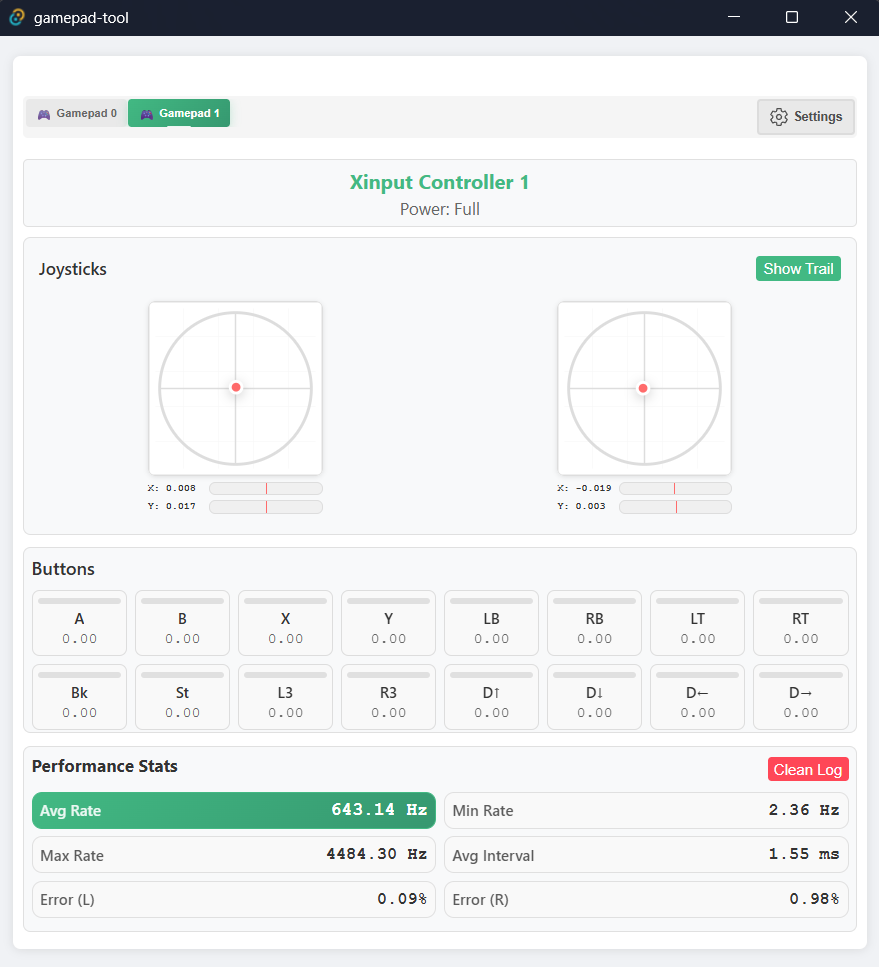 gamepad-tool
Gamepad 0 Gamepad 1 Settings
Xinput Controller 1
Power: Full
Joysticks Show Trail
X: 0.008 X: -0.019
Y: 0.017 Y: 0.003
Buttons
A B X Y LB RB LT RT
0.00 0.00 0.00 0.00 0.00 0.00 0.00 0.00
Bk St L3 R3 D↑ D↓ D← D→
0.00 0.00 0.00 0.00 0.00 0.00 0.00 0.00
Performance Stats Clean Log
Avg Rate 643.14 Hz Min Rate 2.36 Hz
Max Rate 4484.30 Hz Avg Interval 1.55 ms
Error (L) 0.09% Error (R) 0.98%